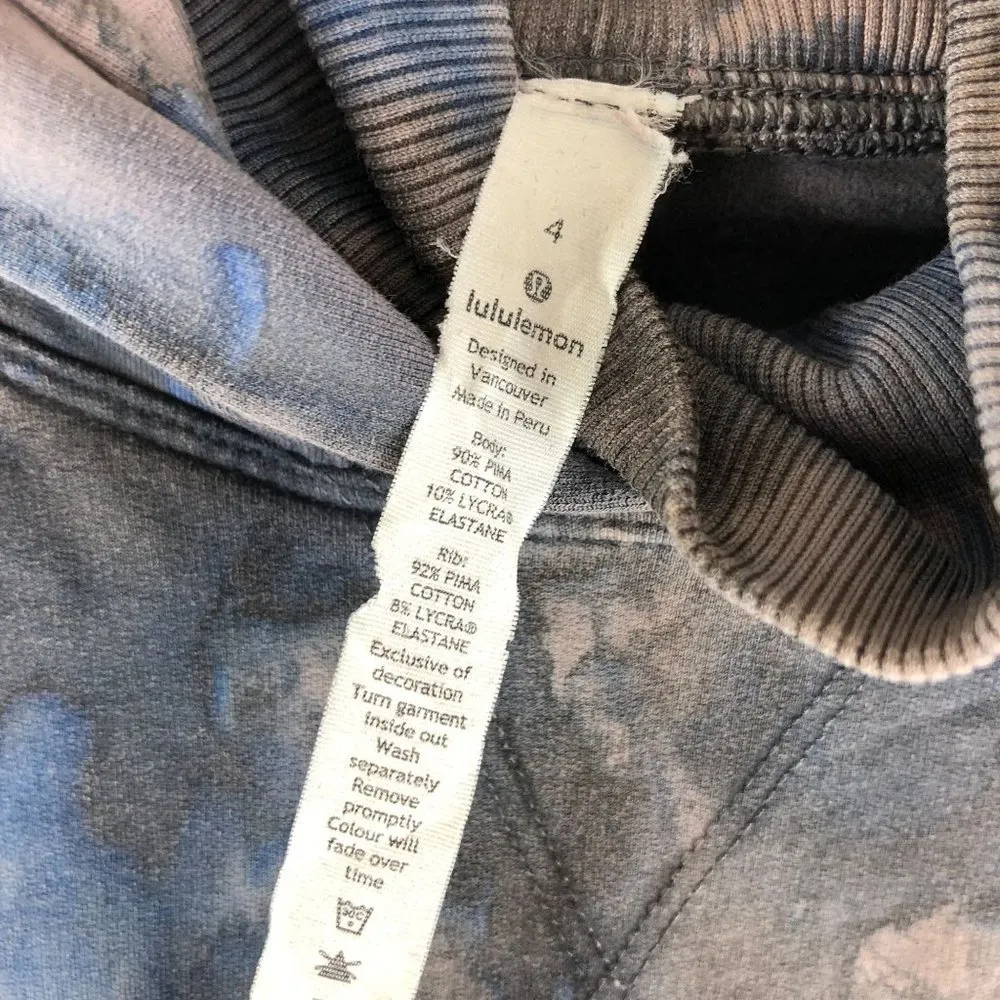 4
lululemon
Designed in
Vancouver
Made in Peru
Body:
90% PIMA
COTTON
10% LYCRA®
ELASTANE
Rib:
92% PIMA
COTTON
8% LYCRA®
ELASTANE
Exclusive of
decoration
Turn garment
inside out
Wash
separately
Remove
promptly
Colour will
fade over
time
30C